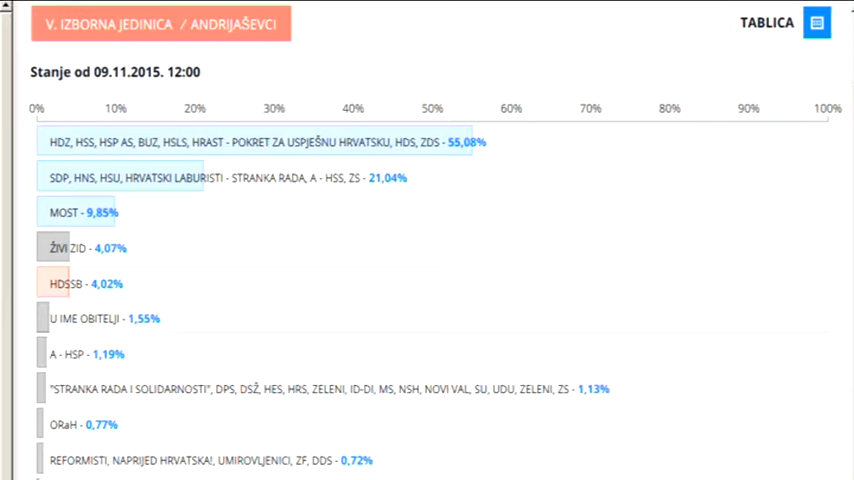 V. IZBORNA JEDINICA / ANDRIJAŠEVCI
TABLICA
Stanje od 09.11.2015. 12:00
0% 10% 20% 30% 40% 50% 60% 70% 80% 90% 100%
HDZ, HSS, HSP AS, BUZ, HSLS, HRAST - POKRET ZA USPJEŠNU HRVATSKU, HDS, ZDS - 55,08%
SDP, HNS, HSU, HRVATSKI LABURISTI - STRANKA RADA, A - HSS, ZS - 21,04%
MOST - 9,85%
ŽIVI ZID - 4,07%
HDSSB - 4,02%
U IME OBITELJI - 1,55%
A - HSP - 1,19%
"STRANKA RADA I SOLIDARNOSTI", DPS, DSŽ, HES, HRS, ZELENI, ID-DI, MS, NSH, NOVI VAL, SU, UDU, ZELENI, ZS - 1,13%
ORaH - 0,77%
REFORMISTI, NAPRIJED HRVATSKA!, UMIROVLJENICI, ZF, DDS - 0,72%